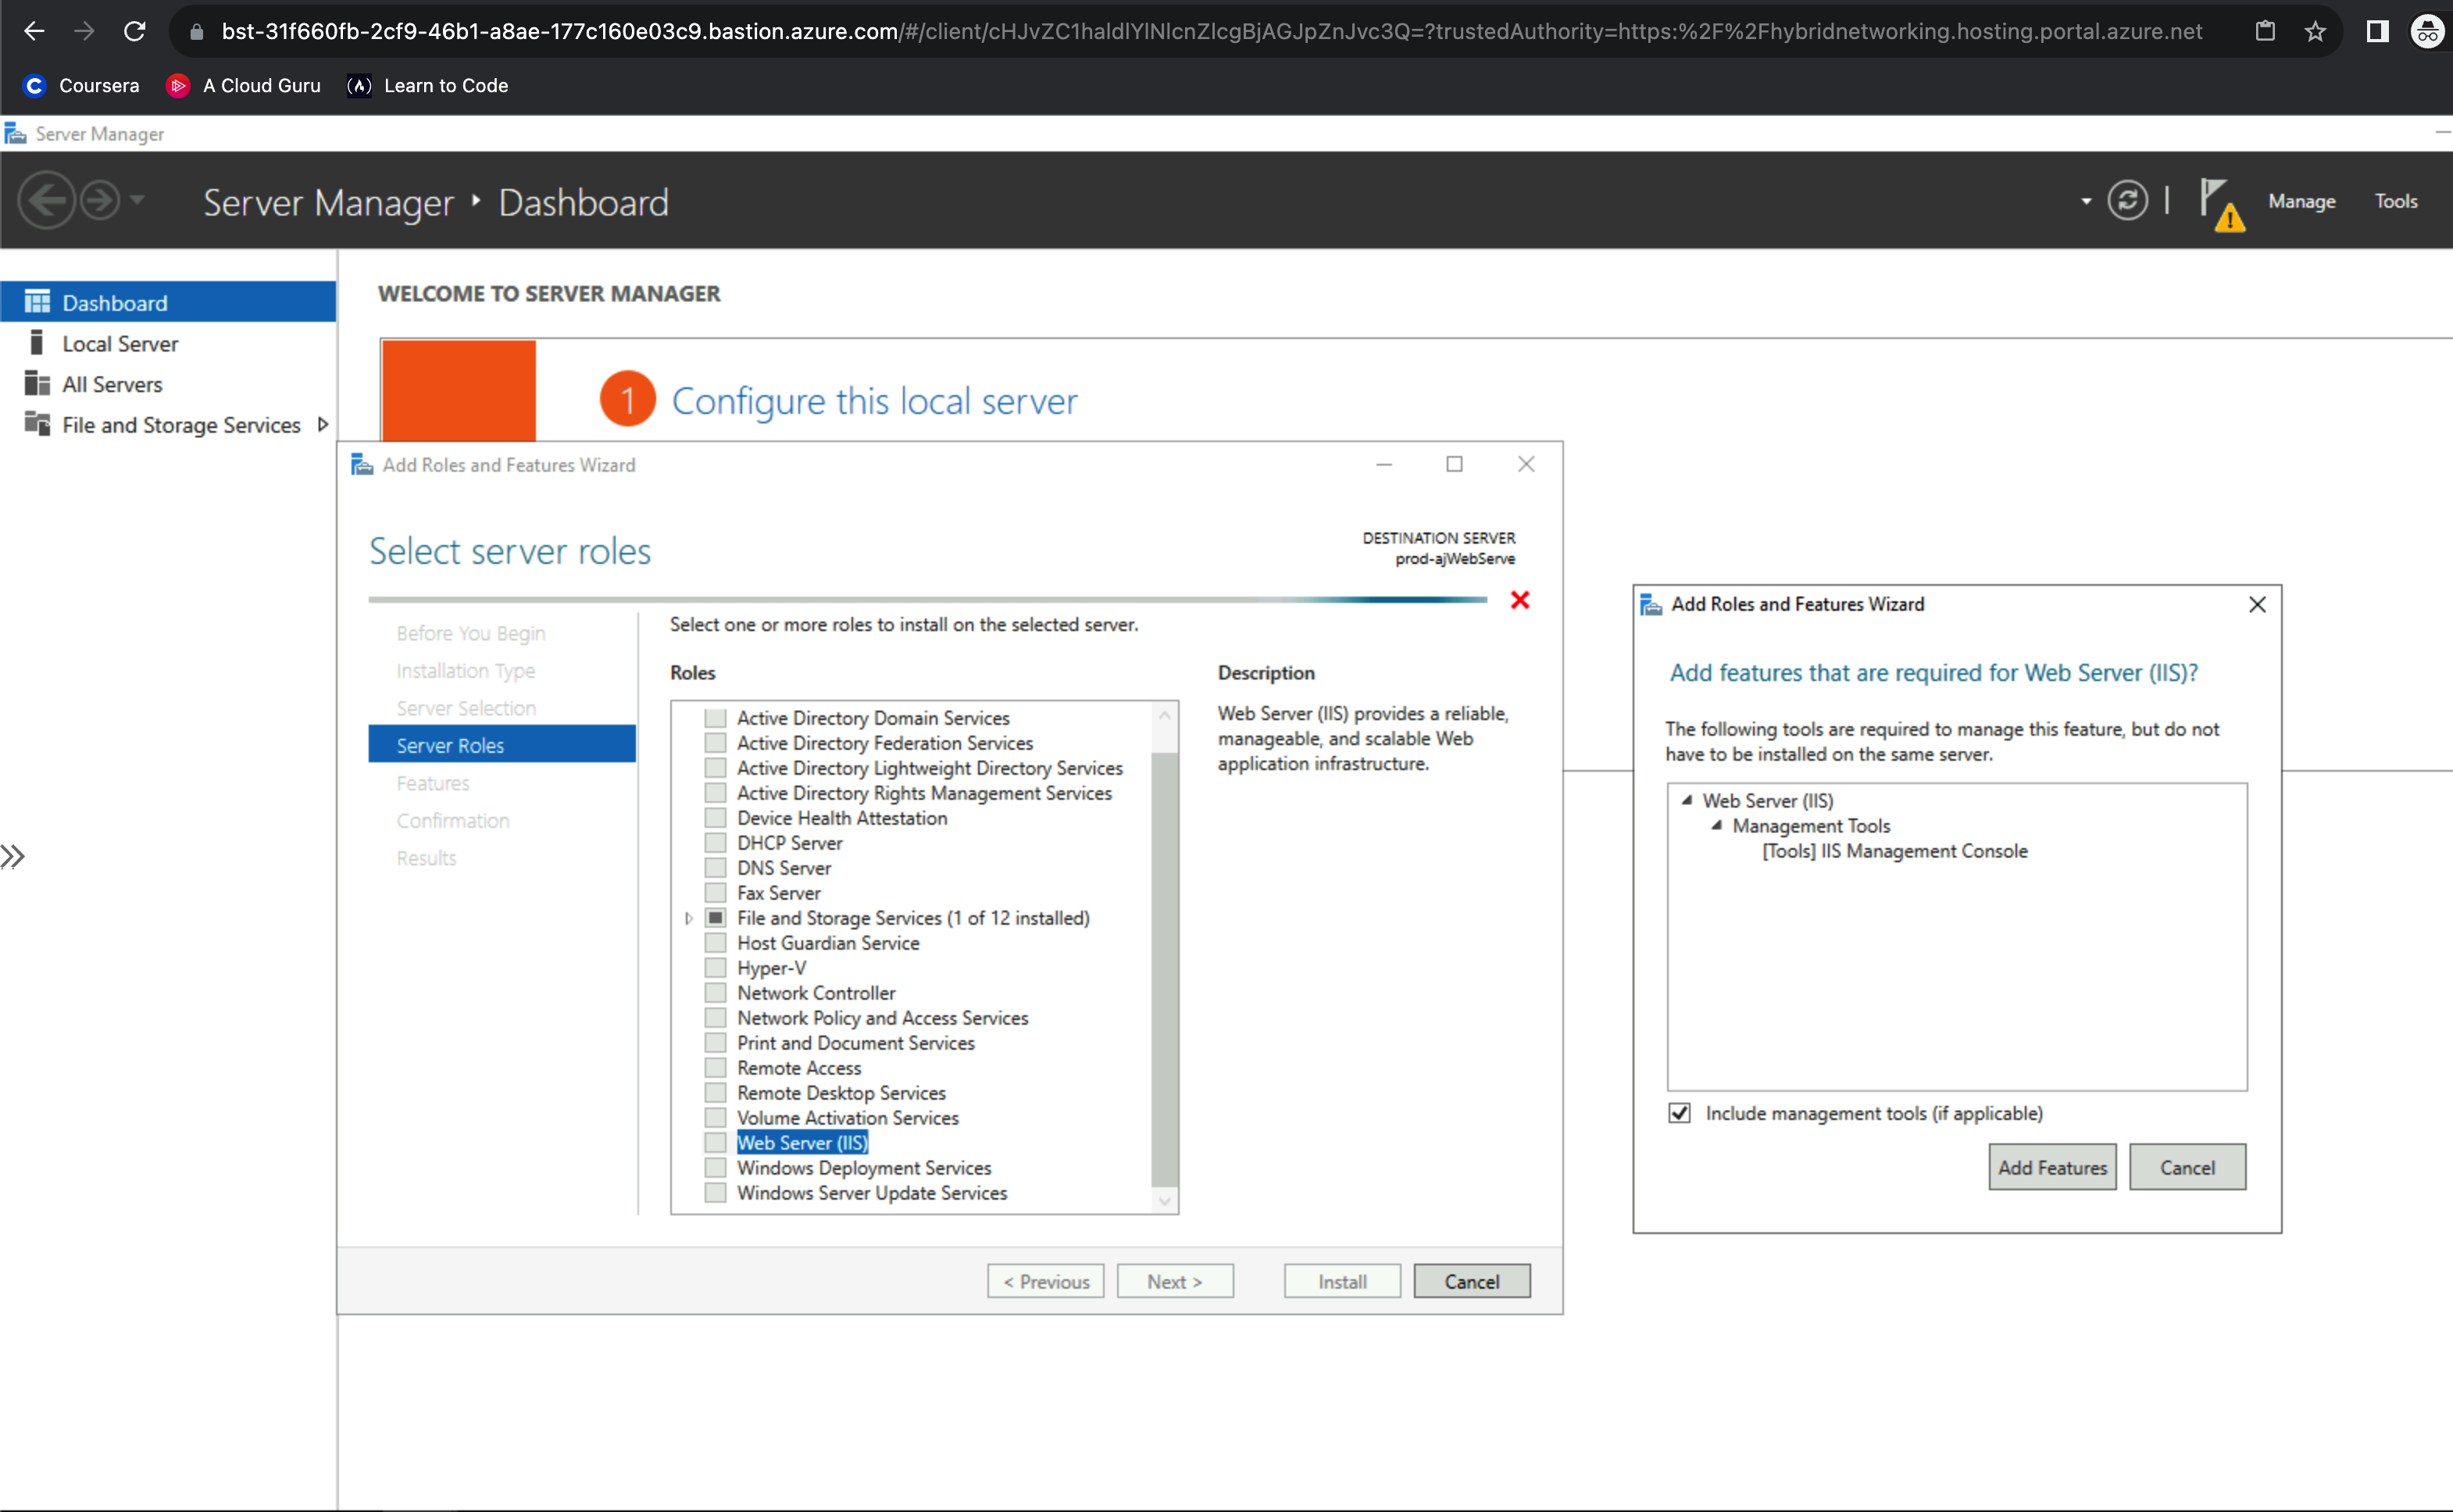 bst-31f660fb-2cf9-46b1-a8ae-177c160e03c9.bastion.azure.com/#/client/cHJvZC1haldlYlNlcnZlcgBjAGJpZnJvc3Q=?trustedAuthority=https:%2F%2Fhybridnetworking.hosting.portal.azure.net
Coursera A Cloud Guru Learn to Code
Server Manager
Server Manager Dashboard
Manage Tools
Dashboard
Local Server
All Servers
File and Storage Services
WELCOME TO SERVER MANAGER
1 Configure this local server
Add Roles and Features Wizard
Select server roles
DESTINATION SERVER
prod-ajWebServe
Before You Begin
Installation Type
Server Selection
Server Roles
Features
Confirmation
Results
Select one or more roles to install on the selected server.
Roles
Active Directory Domain Services
Active Directory Federation Services
Active Directory Lightweight Directory Services
Active Directory Rights Management Services
Device Health Attestation
DHCP Server
DNS Server
Fax Server
File and Storage Services (1 of 12 installed)
Host Guardian Service
Hyper-V
Network Controller
Network Policy and Access Services
Print and Document Services
Remote Access
Remote Desktop Services
Volume Activation Services
Web Server (IIS)
Windows Deployment Services
Windows Server Update Services
Description
Web Server (IIS) provides a reliable,
manageable, and scalable Web
application infrastructure.
< Previous Next > Install Cancel
Add Roles and Features Wizard
Add features that are required for Web Server (IIS)?
The following tools are required to manage this feature, but do not
have to be installed on the same server.
Web Server (IIS)
Management Tools
[Tools] IIS Management Console
Include management tools (if applicable)
Add Features Cancel